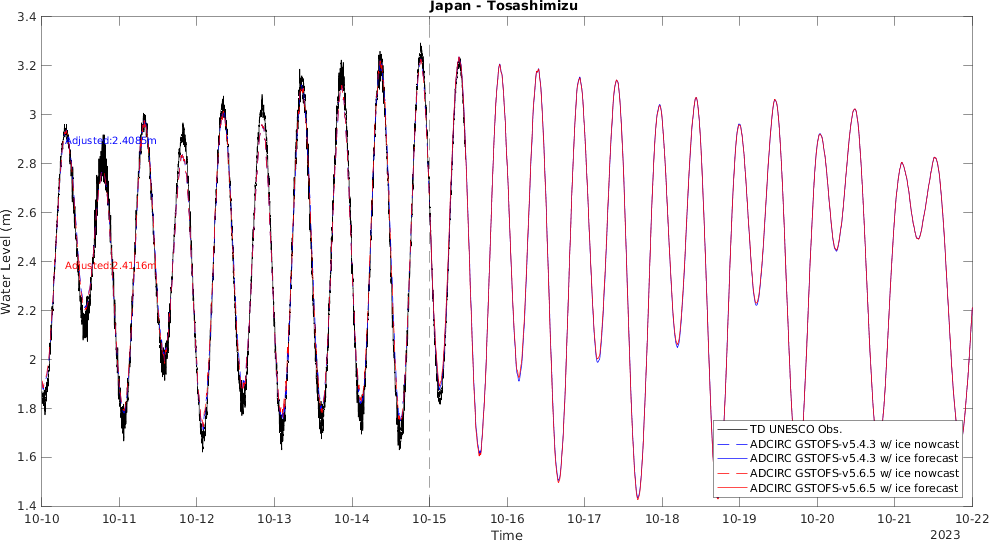 Japan - Tosashimizu
3.4
3.2
3
2.8
2.6
2.4
2.2
2
1.8
1.6
1.4
Water Level (m)
Adjusted:2.4085m
Adjusted:2.4116m
TD UNESCO Obs.
ADCIRC GSTOFS-v5.4.3 w/ ice nowcast
ADCIRC GSTOFS-v5.4.3 w/ ice forecast
ADCIRC GSTOFS-v5.6.5 w/ ice nowcast
ADCIRC GSTOFS-v5.6.5 w/ ice forecast
10-10 10-11 10-12 10-13 10-14 10-15 10-16 10-17 10-18 10-19 10-20 10-21 10-22
Time
2023